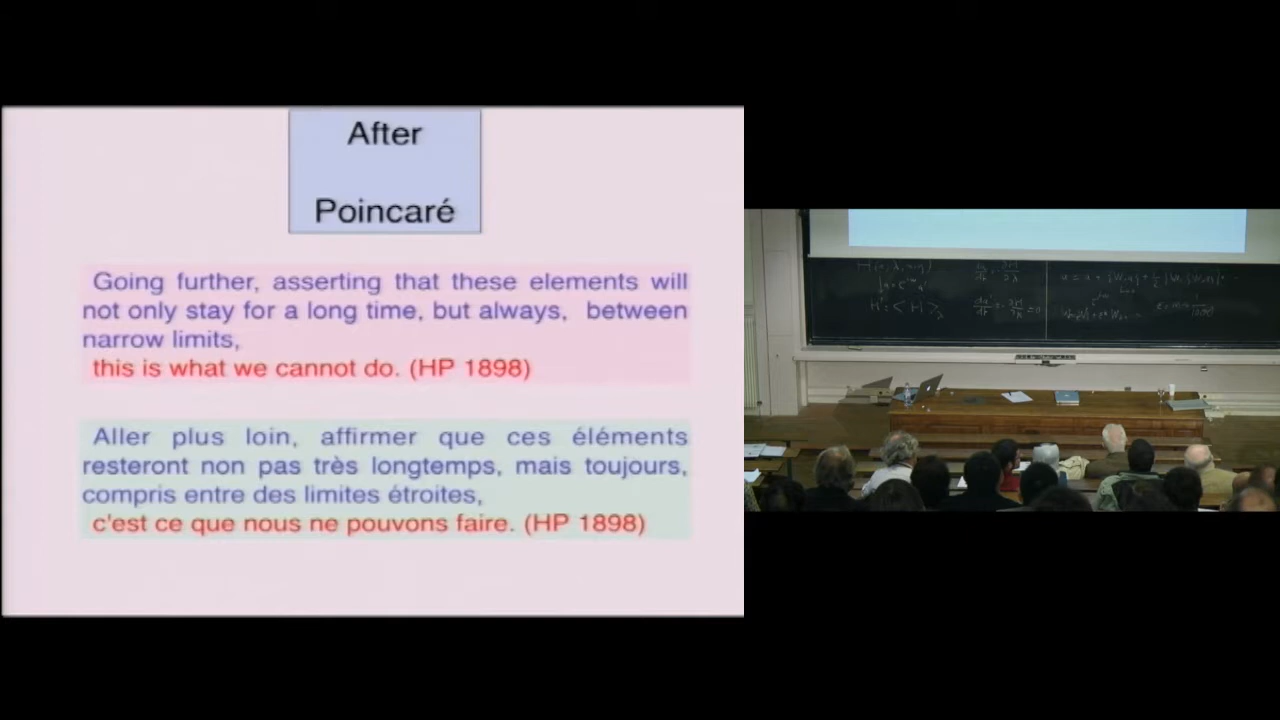 After
Poincaré
Going further, asserting that these elements will
not only stay for a long time, but always, between
narrow limits,
this is what we cannot do. (HP 1898)
Aller plus loin, affirmer que ces éléments
resteront non pas très longtemps, mais toujours,
compris entre des limites étroites,
c'est ce que nous ne pouvons faire. (HP 1898)